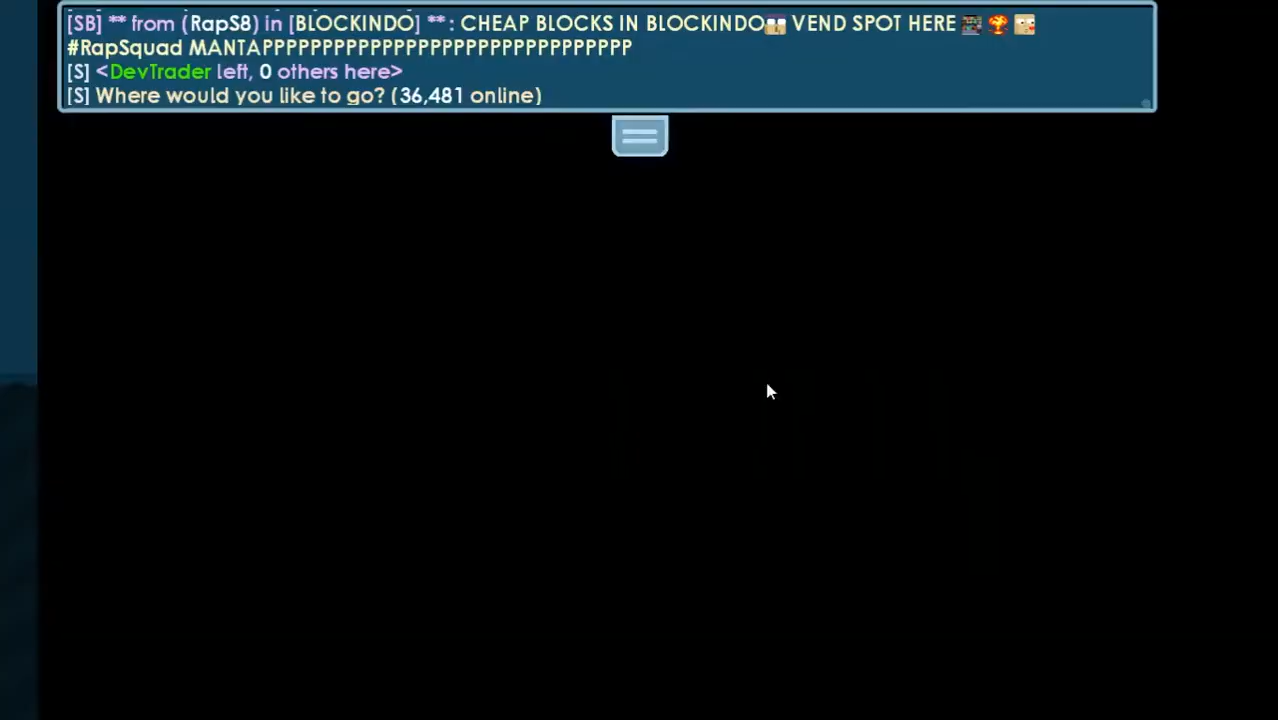 [SB] ** from (RapS8) in [BLOCKINDO] ** : CHEAP BLOCKS IN BLOCKINDO VEND SPOT HERE
#RapSquad MANTAPPPPPPPPPPPPPPPPPPPPPPPPPPPPPPPP
[S] <DevTrader left, 0 others here>
[S] Where would you like to go? (36,481 online)